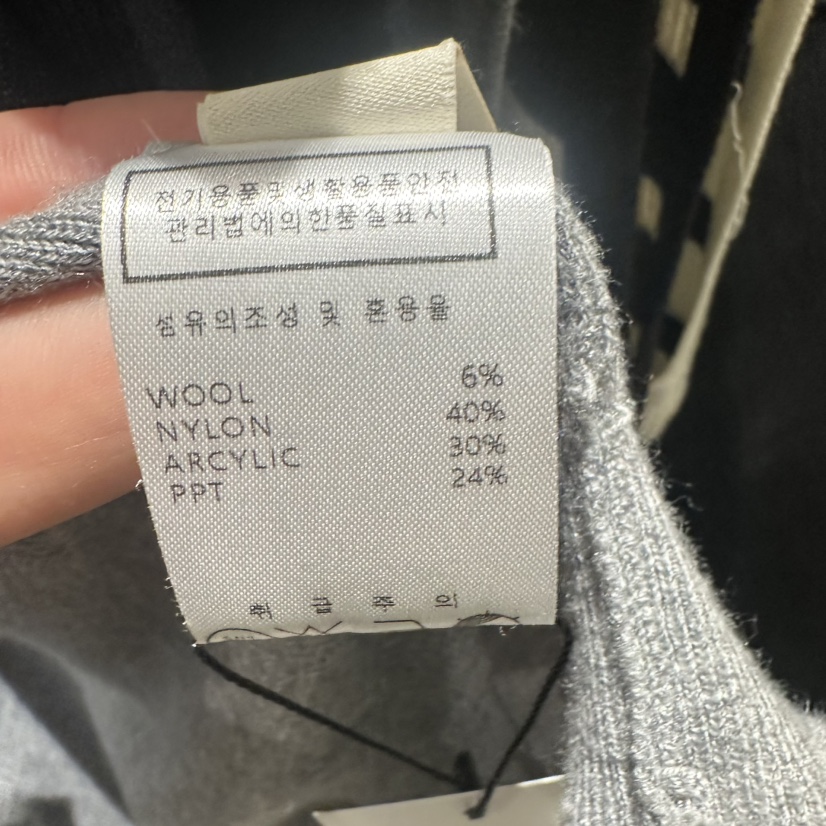 전기용품및생활용품안전
관리법에의한품질표시
섬유의조성 및 혼용율
WOOL 6%
NYLON 40%
ARCYLIC 30%
PPT 24%
취 급 주 의